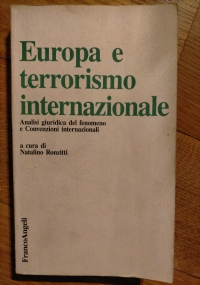 Europa e
terrorismo
internazionale
Analisi giuridica del fenomeno
e Convenzioni internazionali
a cura di
Natalino Ronzitti
FrancoAngeli